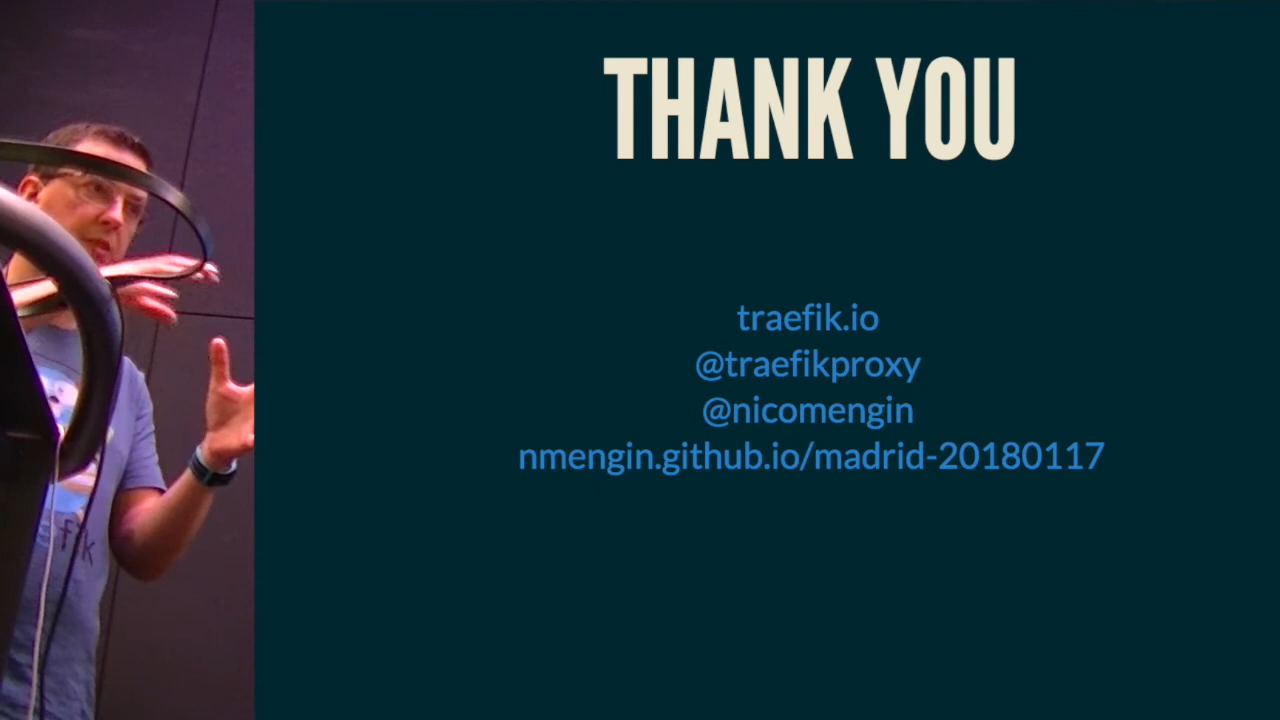 THANK YOU
traefik.io
@traefikproxy
@nicomengin
nmengin.github.io/madrid-20180117